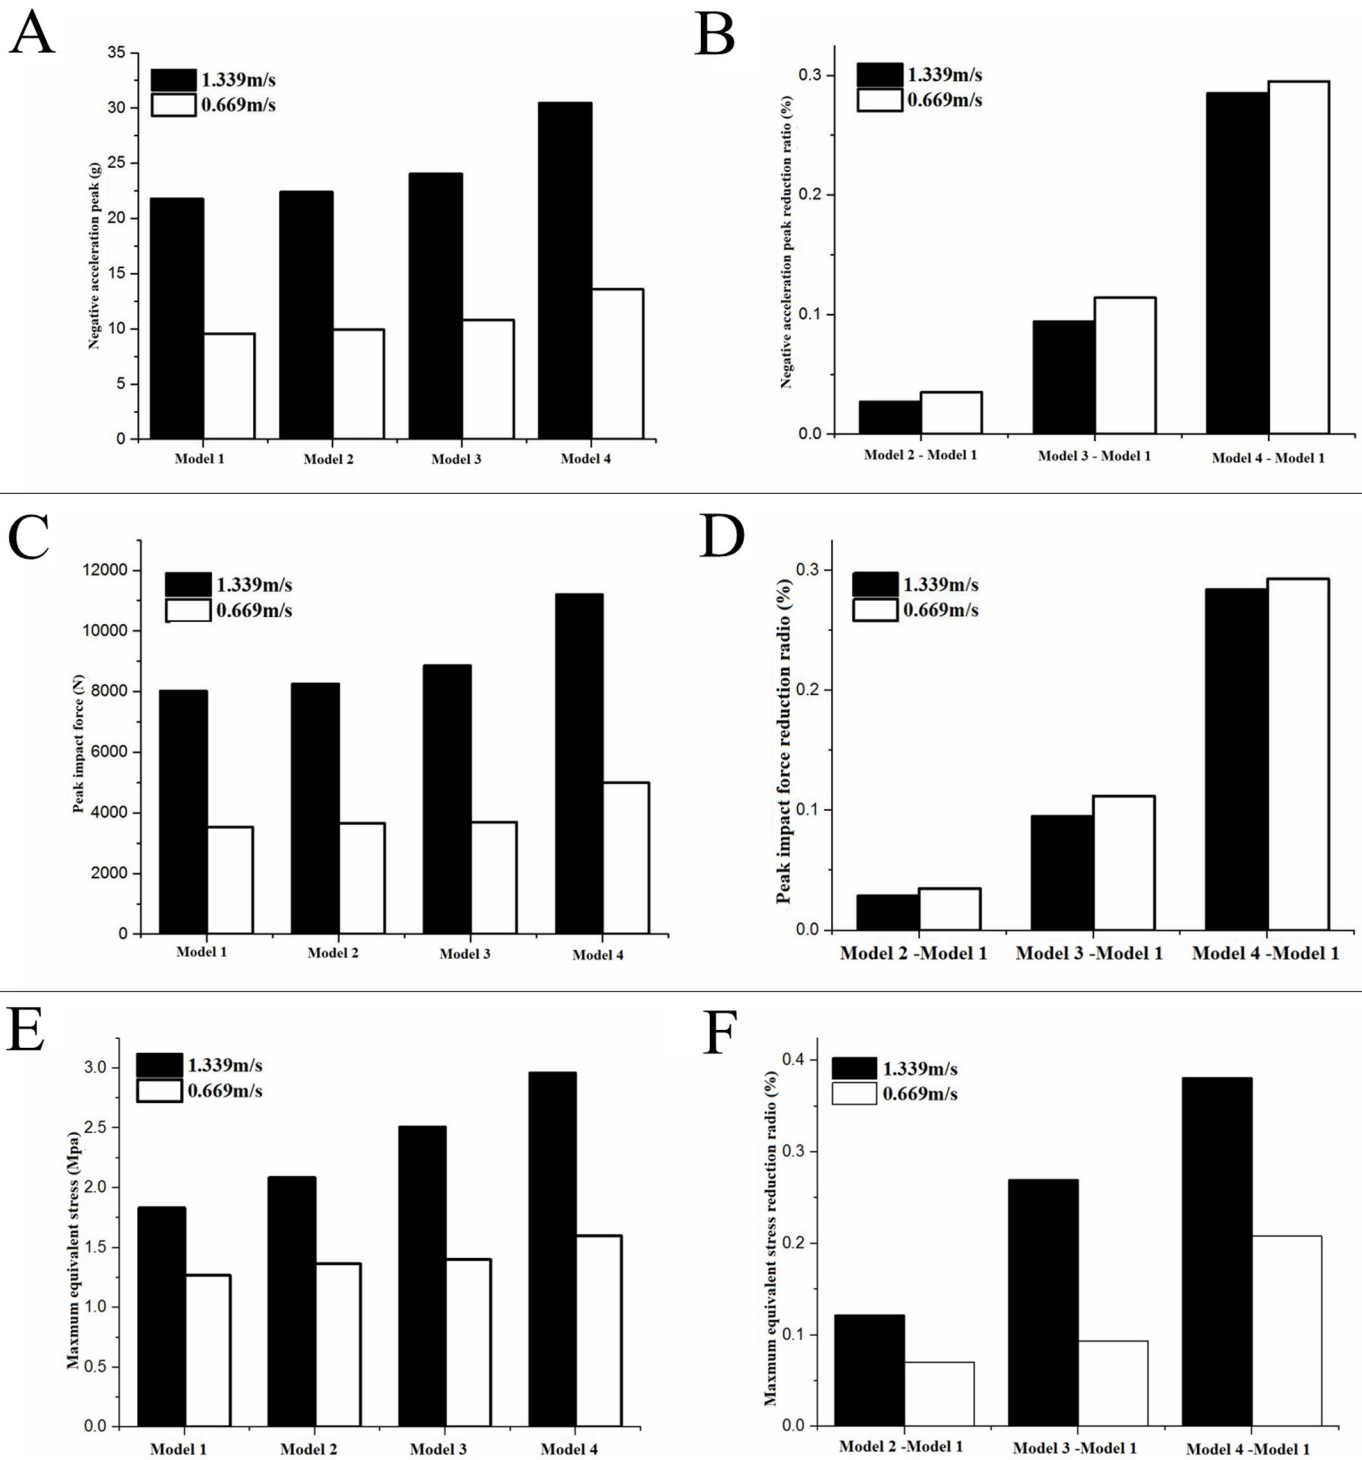 A
35
30
25
20
15
10
5
0
Negative acceleration peak (g)
1.339m/s
0.669m/s
Model 1
Model 2
Model 3
Model 4
B
0.3
0.2
0.1
0.0
Negative acceleration peak reduction ratio (%)
1.339m/s
0.669m/s
Model 2 - Model 1
Model 3 - Model 1
Model 4 - Model 1
C
12000
10000
8000
6000
4000
2000
0
Peak impact force (N)
1.339m/s
0.669m/s
Model 1
Model 2
Model 3
Model 4
D
0.3
0.2
0.1
0.0
Peak impact force reduction radio (%)
1.339m/s
0.669m/s
Model 2 -Model 1
Model 3 -Model 1
Model 4 -Model 1
E
3.0
2.5
2.0
1.5
1.0
0.5
0.0
Maxmum equivalent stress (Mpa)
1.339m/s
0.669m/s
Model 1
Model 2
Model 3
Model 4
F
0.4
0.3
0.2
0.1
0.0
Maxmum equivalent stress reduction radio (%)
1.339m/s
0.669m/s
Model 2 -Model 1
Model 3 -Model 1
Model 4 -Model 1